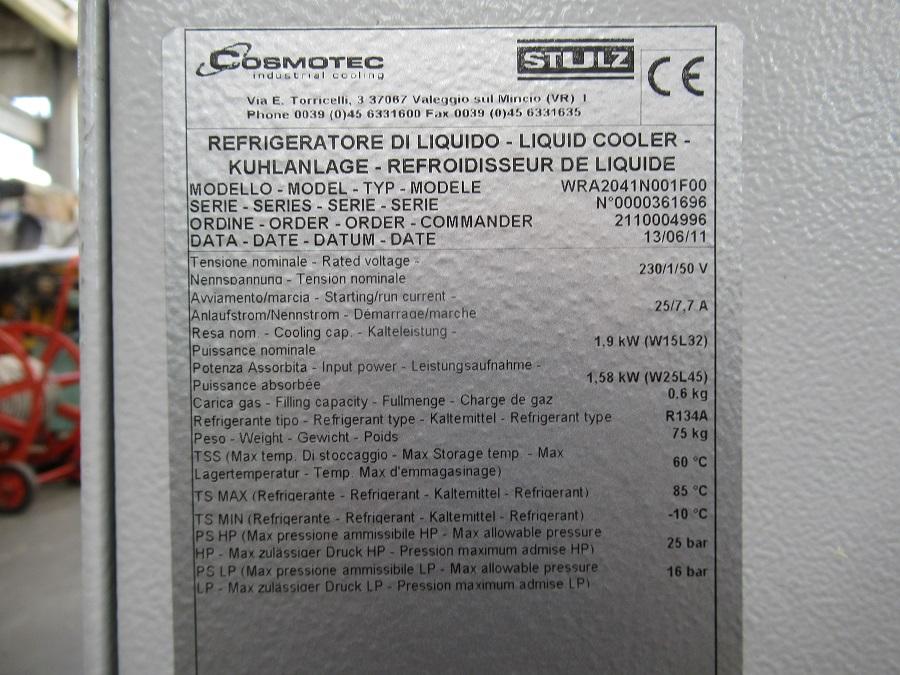 COSMOTEC
industrial cooling
STULZ
CE
Via E. Torricelli, 3 37067 Valeggio sul Mincio (VR) I
Phone 0039 (0)45 6331600 Fax 0039 (0)45 6331635
REFRIGERATORE DI LIQUIDO - LIQUID COOLER -
KUHLANLAGE - REFROIDISSEUR DE LIQUIDE
MODELLO - MODEL - TYP - MODELE WRA2041N001F00
SERIE - SERIES - SERIE - SERIE N°0000361696
ORDINE - ORDER - ORDER - COMMANDER 2110004996
DATA - DATE - DATUM - DATE 13/06/11
Tensione nominale - Rated voltage -
Nennspannung - Tension nominale 230/1/50 V
Avviamento/marcia - Starting/run current -
Anlaufstrom/Nennstrom - Démarrage/marche 25/7,7 A
Resa nom. - Cooling cap. - Kalteleistung -
Puissance nominale 1,9 kW (W15L32)
Potenza Assorbita - Input power - Leistungsaufnahme -
Puissance absorbée 1,58 kW (W25L45)
Carica gas - Filling capacity - Fullmenge - Charge de gaz 0.6 kg
Refrigerante tipo - Refrigerant type - Kaltemittel - Refrigerant type R134A
Peso - Weight - Gewicht - Poids 75 kg
TSS (Max temp. Di stoccaggio - Max Storage temp. - Max
Lagertemperatur - Temp. Max d'emmagasinage) 60 °C
TS MAX (Refrigerante - Refrigerant - Kaltemittel - Refrigerant) 85 °C
TS MIN (Refrigerante - Refrigerant - Kaltemittel - Refrigerant) -10 °C
PS HP (Max pressione ammissibile HP - Max allowable pressure
HP - Max zulässiger Druck HP - Pression maximum admise HP) 25 bar
PS LP (Max pressione ammissibile LP - Max allowable pressure
LP - Max zulässiger Druck LP - Pression maximum admise LP) 16 bar